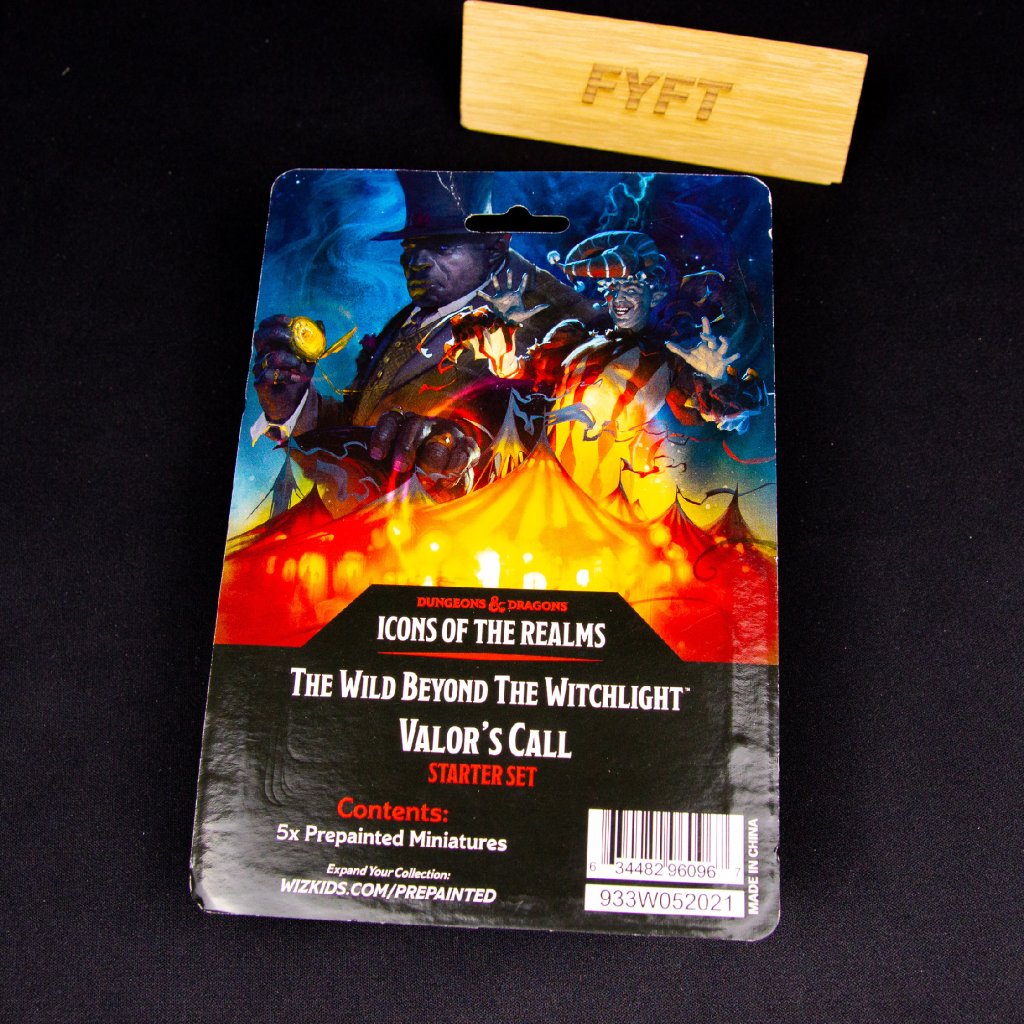 FYFT
DUNGEONS & DRAGONS
ICONS OF THE REALMS
THE WILD BEYOND THE WITCHLIGHT™
VALOR'S CALL
STARTER SET
Contents:
5x Prepainted Miniatures
Expand Your Collection:
WIZKIDS.COM/PREPAINTED
6 34482 96096 7
933W052021
MADE IN CHINA